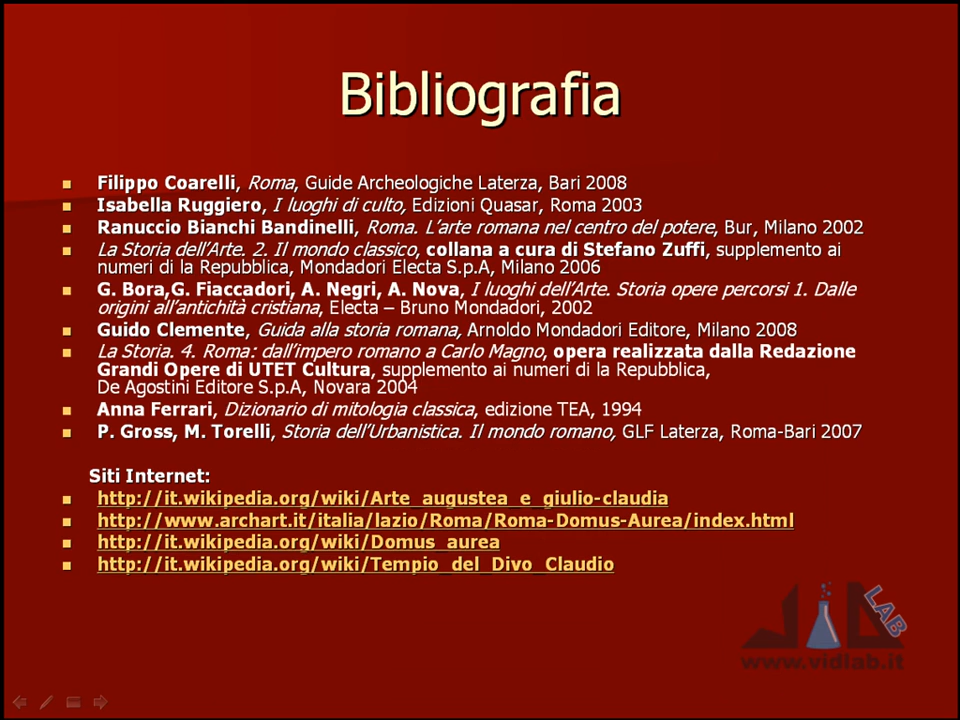 Bibliografia
Filippo Coarelli, Roma, Guide Archeologiche Laterza, Bari 2008
Isabella Ruggiero, I luoghi di culto, Edizioni Quasar, Roma 2003
Ranuccio Bianchi Bandinelli, Roma. L'arte romana nel centro del potere, Bur, Milano 2002
La Storia dell'Arte. 2. Il mondo classico, collana a cura di Stefano Zuffi, supplemento ai
numeri di la Repubblica, Mondadori Electa S.p.A, Milano 2006
G. Bora,G. Fiaccadori, A. Negri, A. Nova, I luoghi dell'Arte. Storia opere percorsi 1. Dalle
origini all'antichità cristiana, Electa – Bruno Mondadori, 2002
Guido Clemente, Guida alla storia romana, Arnoldo Mondadori Editore, Milano 2008
La Storia. 4. Roma: dall'impero romano a Carlo Magno, opera realizzata dalla Redazione
Grandi Opere di UTET Cultura, supplemento ai numeri di la Repubblica,
De Agostini Editore S.p.A, Novara 2004
Anna Ferrari, Dizionario di mitologia classica, edizione TEA, 1994
P. Gross, M. Torelli, Storia dell'Urbanistica. Il mondo romano, GLF Laterza, Roma-Bari 2007
Siti Internet:
http://it.wikipedia.org/wiki/Arte_augustea_e_giulio-claudia
http://www.archart.it/italia/lazio/Roma/Roma-Domus-Aurea/index.html
http://it.wikipedia.org/wiki/Domus_aurea
http://it.wikipedia.org/wiki/Tempio_del_Divo_Claudio
LAB
www.vidlab.it